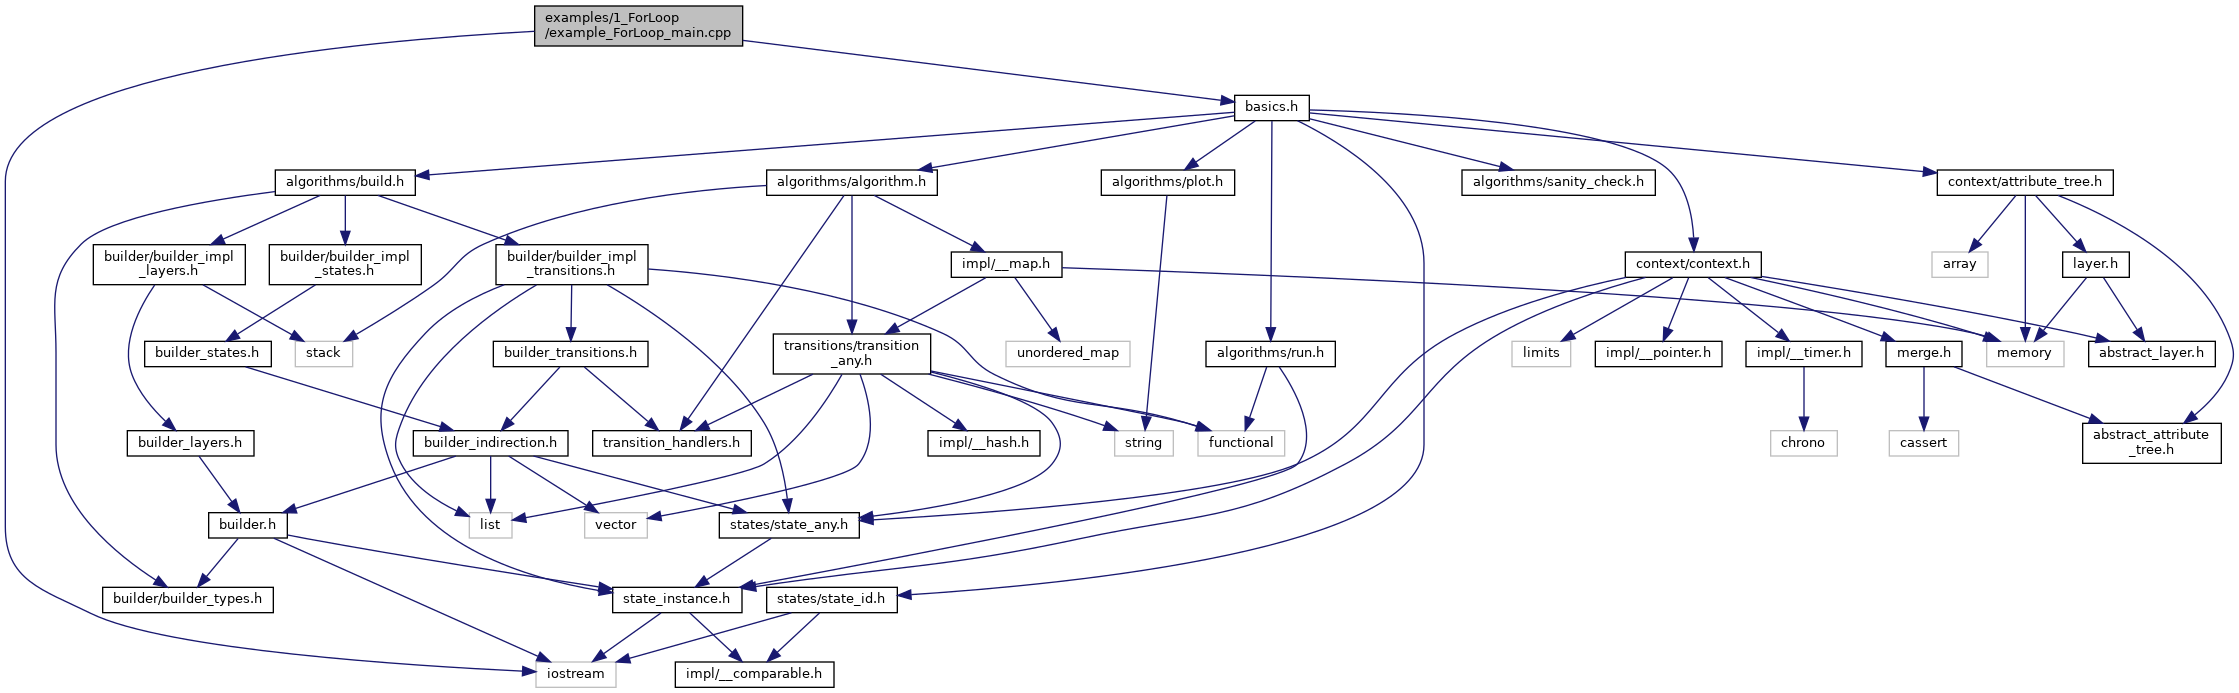 examples/1_ForLoop
/example_ForLoop_main.cpp
basics.h
algorithms/build.h
algorithms/algorithm.h
algorithms/plot.h
algorithms/sanity_check.h
context/attribute_tree.h
builder/builder_impl
_layers.h
builder/builder_impl
_states.h
builder/builder_impl
_transitions.h
impl/__map.h
context/context.h
array
layer.h
builder_states.h
stack
builder_transitions.h
transitions/transition
_any.h
unordered_map
algorithms/run.h
limits
impl/__pointer.h
impl/__timer.h
merge.h
memory
abstract_layer.h
builder_layers.h
builder_indirection.h
transition_handlers.h
impl/__hash.h
string
functional
chrono
cassert
abstract_attribute
_tree.h
builder.h
list
vector
states/state_any.h
builder/builder_types.h
state_instance.h
states/state_id.h
iostream
impl/__comparable.h